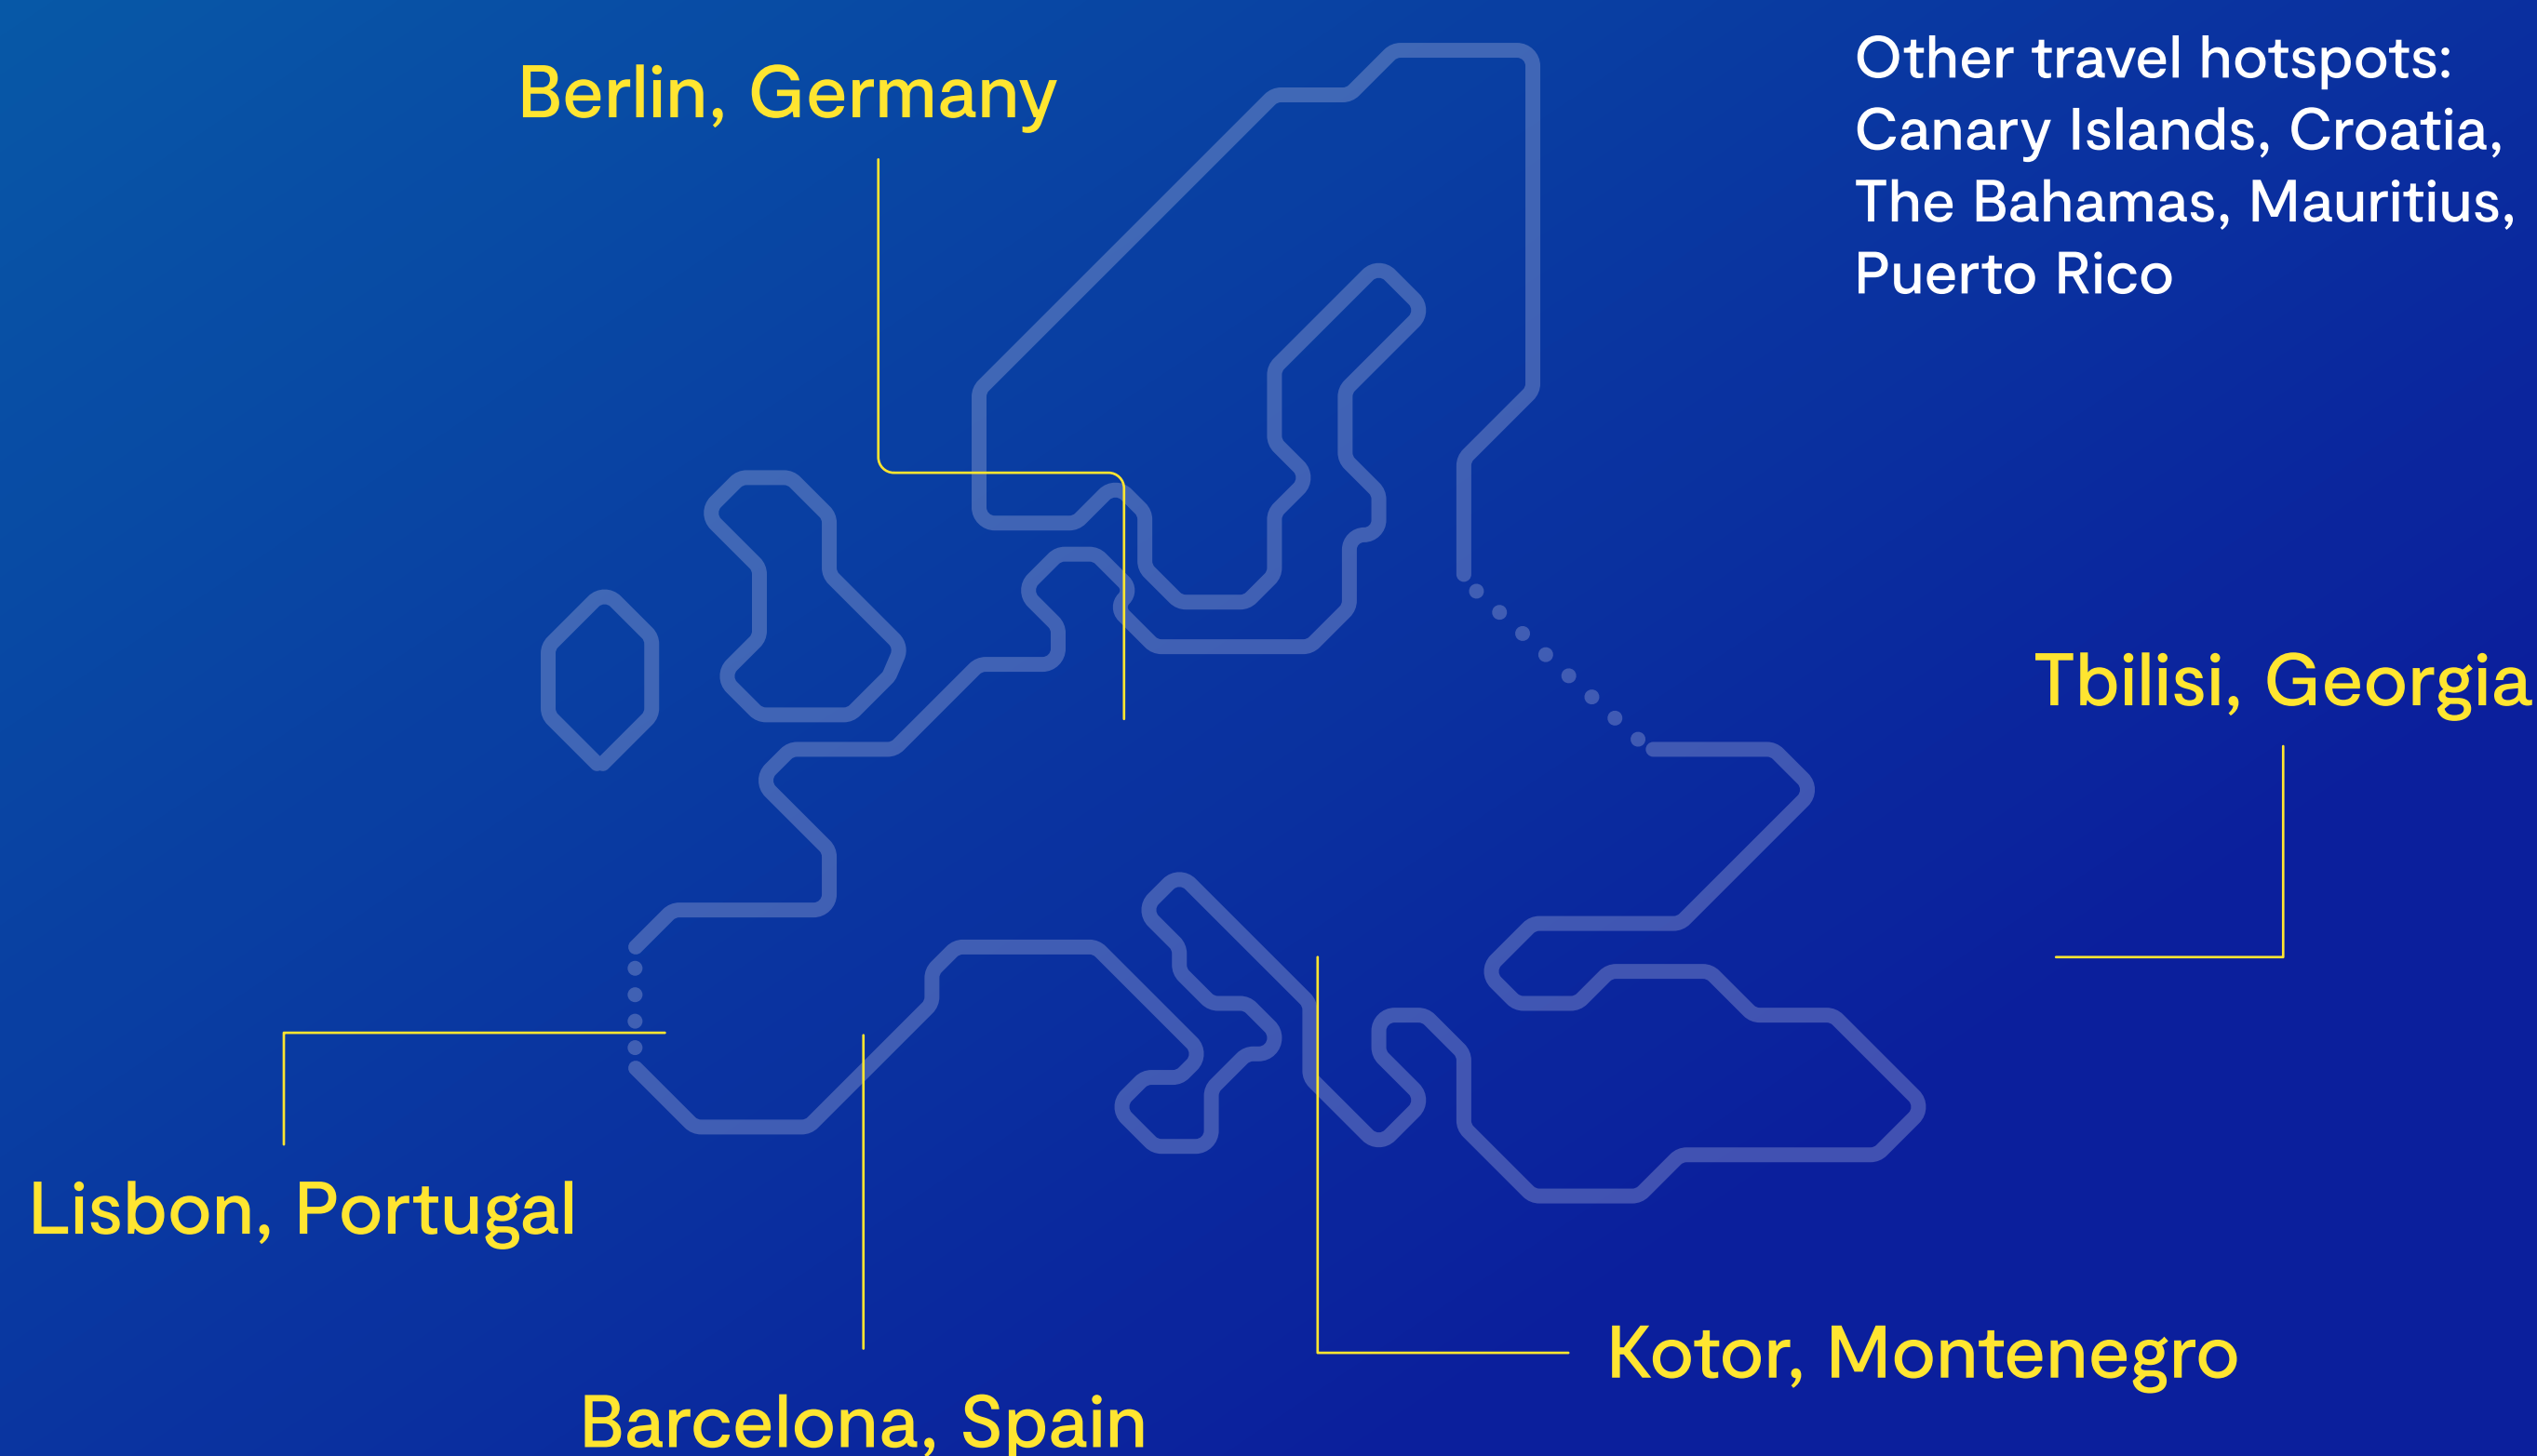 Berlin, Germany
Other travel hotspots:
Canary Islands, Croatia,
The Bahamas, Mauritius,
Puerto Rico
Tbilisi, Georgia
Lisbon, Portugal
Kotor, Montenegro
Barcelona, Spain